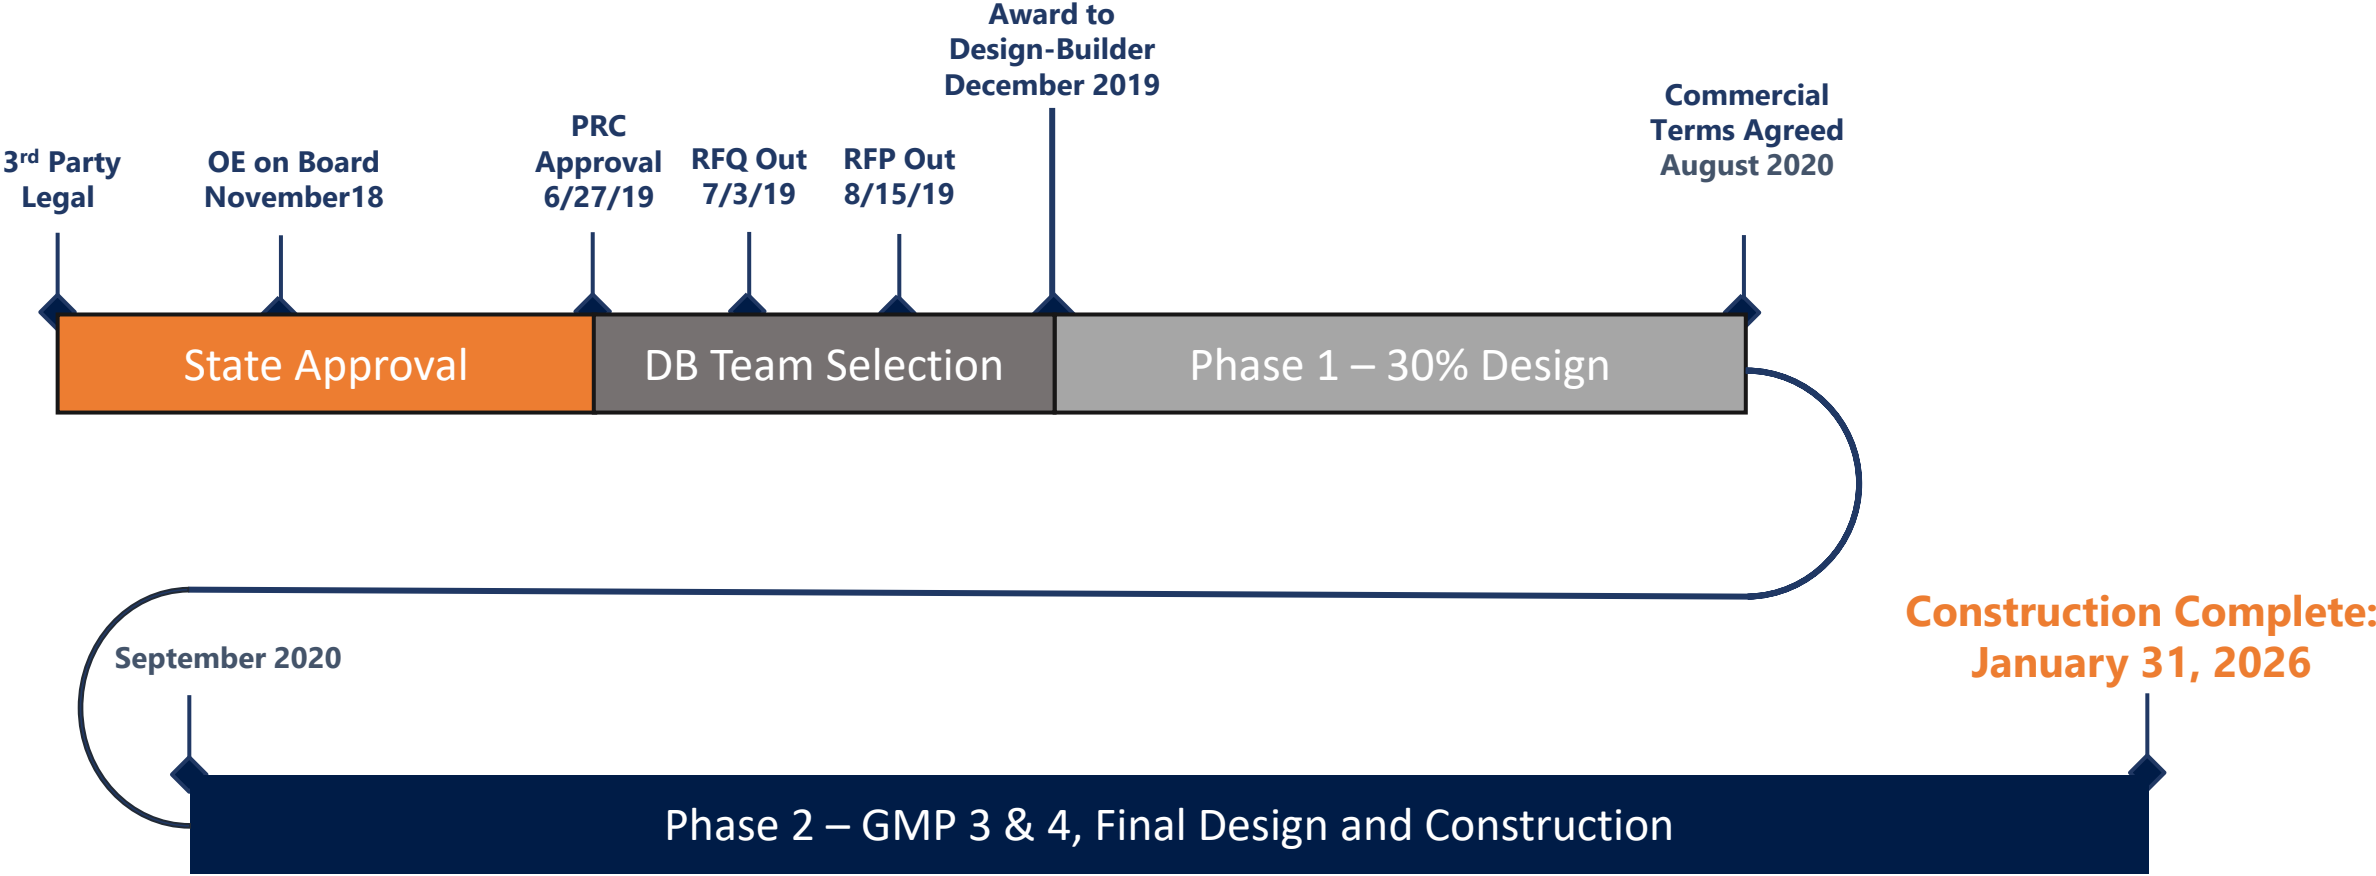 3rd Party
Legal
OE on Board
November18
PRC
Approval
6/27/19
RFQ Out
7/3/19
RFP Out
8/15/19
Award to
Design-Builder
December 2019
Commercial
Terms Agreed
August 2020
State Approval
DB Team Selection
Phase 1 – 30% Design
September 2020
Construction Complete:
January 31, 2026
Phase 2 – GMP 3 & 4, Final Design and Construction